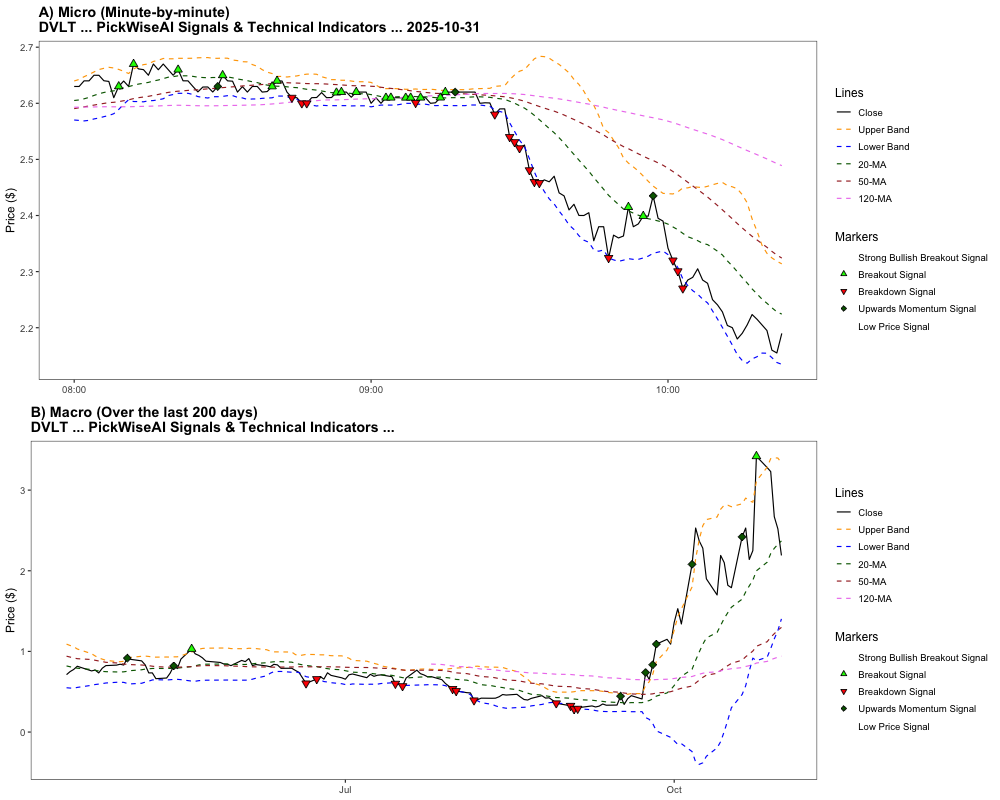 A) Micro (Minute-by-minute)
DVLT ... PickWiseAI Signals & Technical Indicators ... 2025-10-31
2.7
2.6
2.5
2.4
2.3
2.2
Price ($)
08:00
09:00
10:00
Lines
Close
Upper Band
Lower Band
20-MA
50-MA
120-MA
Markers
Strong Bullish Breakout Signal
Breakout Signal
Breakdown Signal
Upwards Momentum Signal
Low Price Signal
B) Macro (Over the last 200 days)
DVLT ... PickWiseAI Signals & Technical Indicators ...
3
2
1
0
Price ($)
Jul
Oct
Lines
Close
Upper Band
Lower Band
20-MA
50-MA
120-MA
Markers
Strong Bullish Breakout Signal
Breakout Signal
Breakdown Signal
Upwards Momentum Signal
Low Price Signal